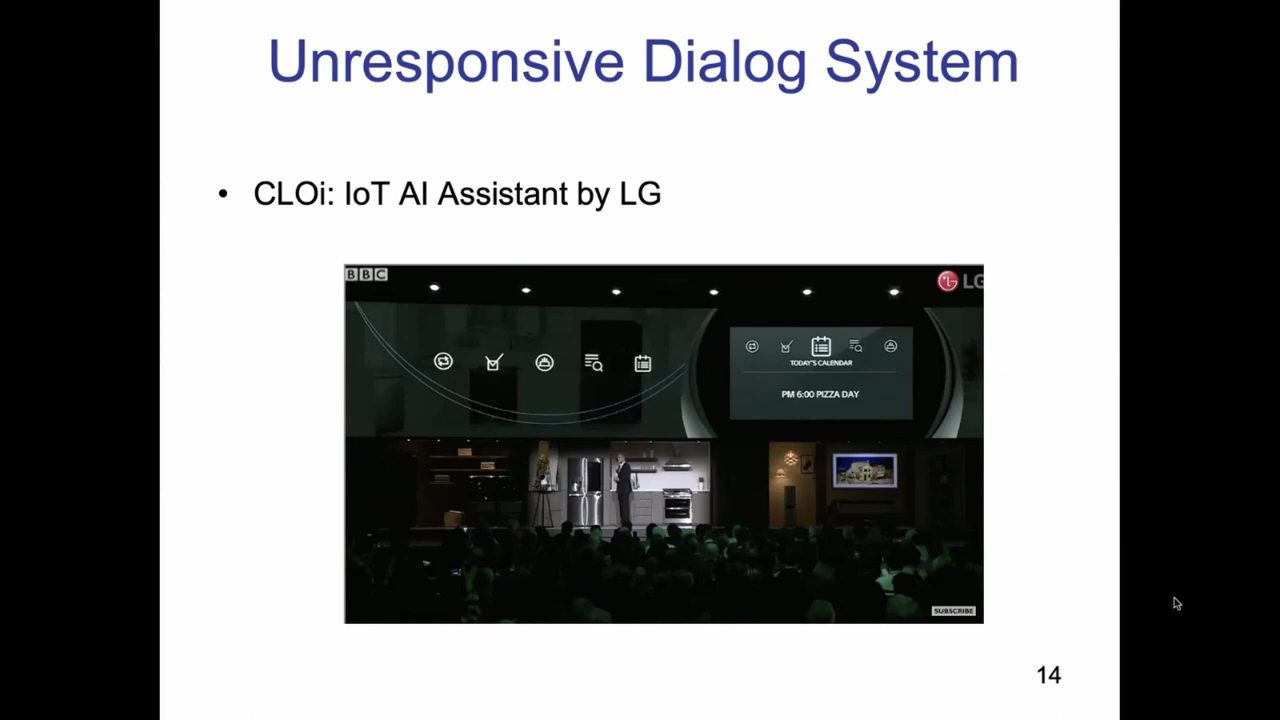 Unresponsive Dialog System
• CLOi: IoT AI Assistant by LG
BBC
LG
TODAY'S CALENDAR
PM 6:00 PIZZA DAY
SUBSCRIBE
14